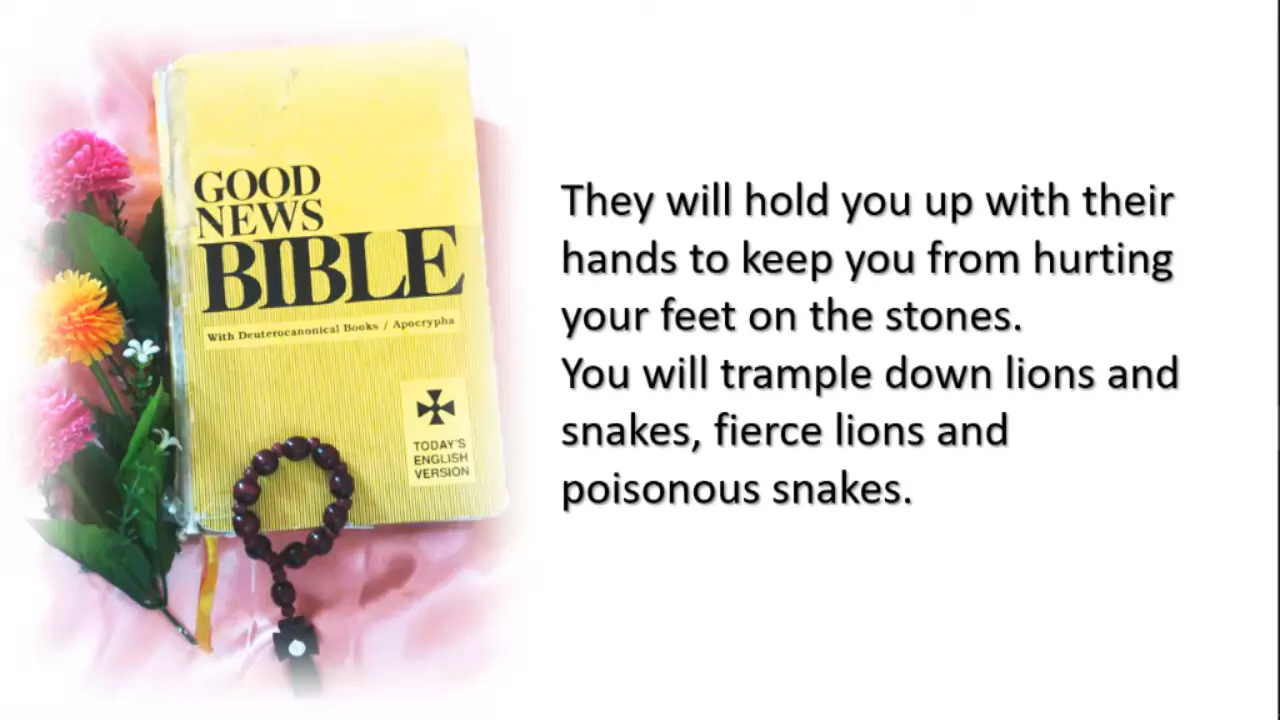 GOOD
NEWS
BIBLE
With Deuterocanonical Books / Apocrypha
TODAY'S
ENGLISH
VERSION
They will hold you up with their
hands to keep you from hurting
your feet on the stones.
You will trample down lions and
snakes, fierce lions and
poisonous snakes.